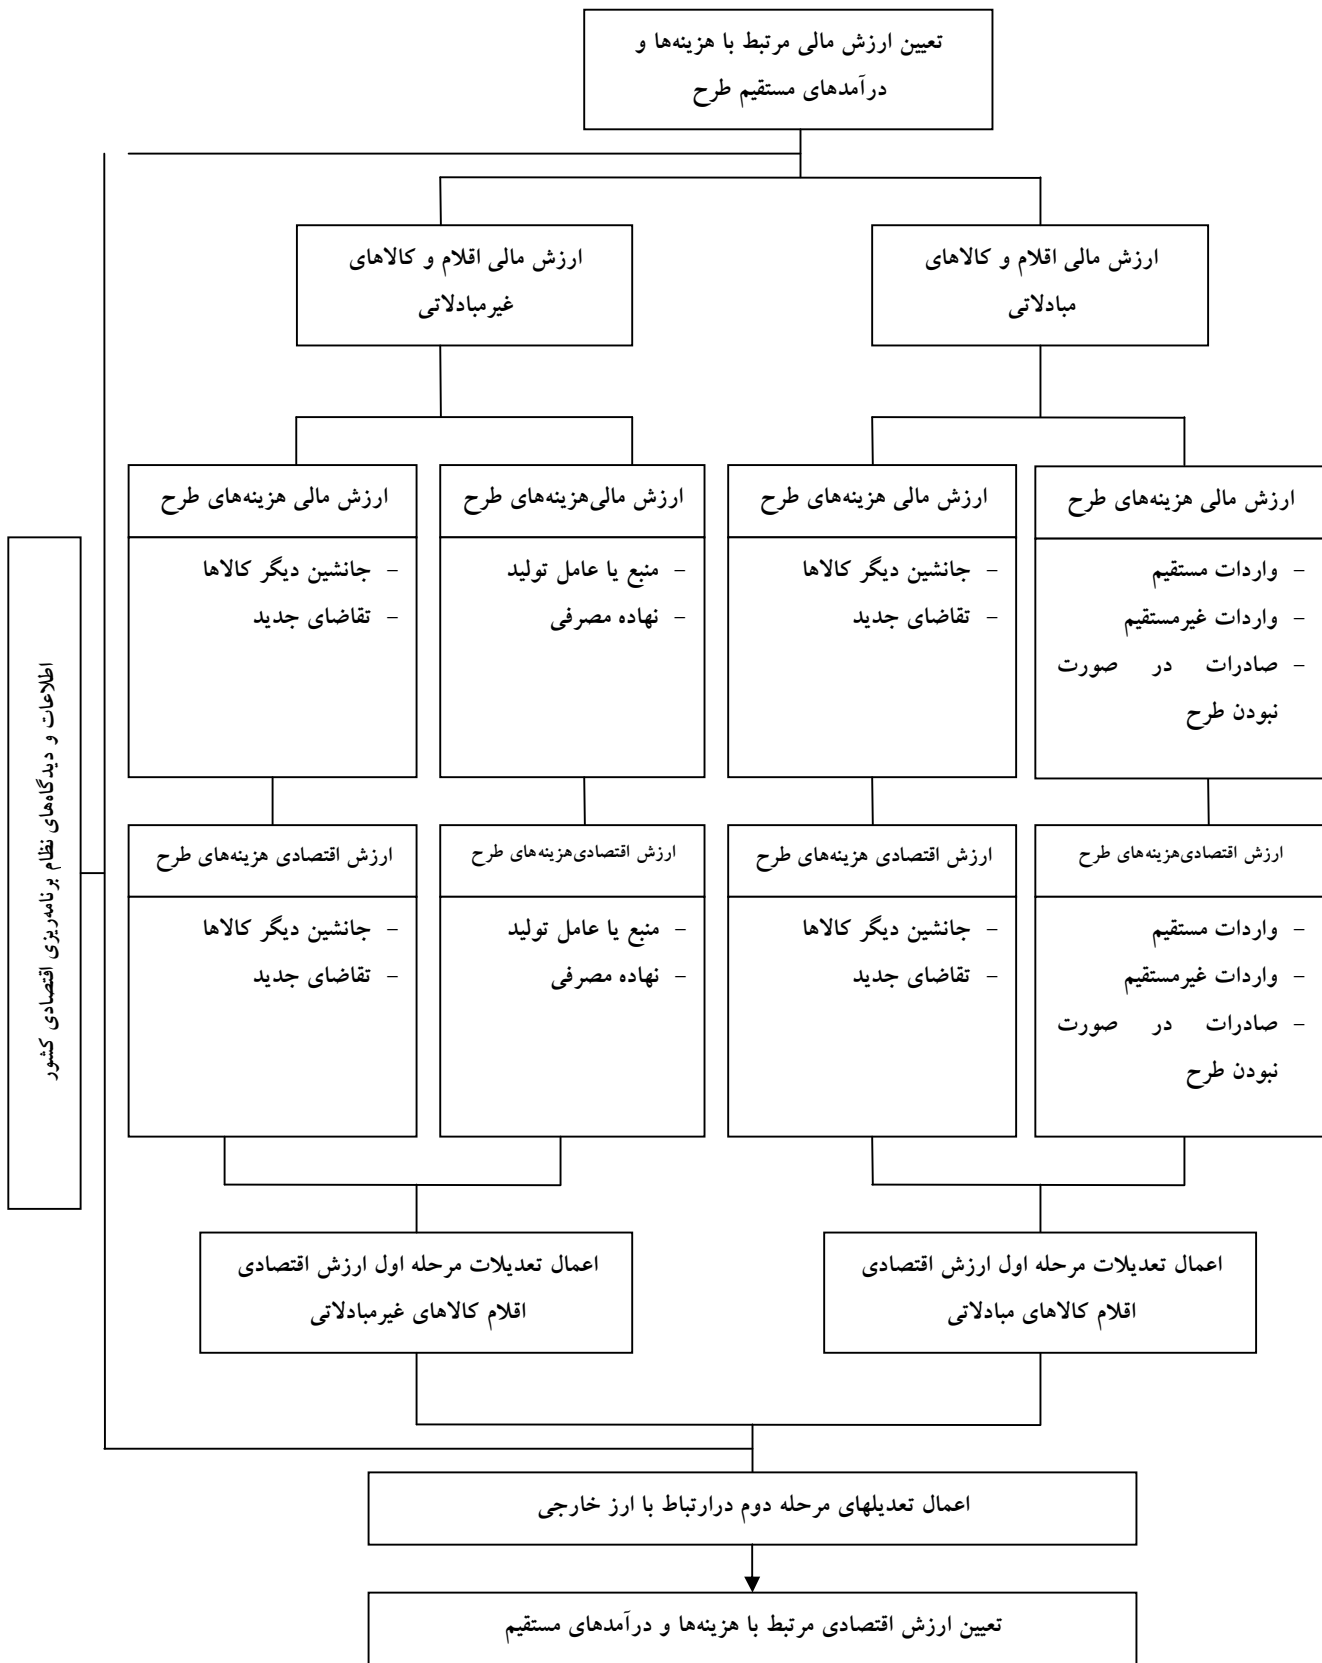 تعیین ارزش مالی مرتبط با هزینه‌ها و
درآمدهای مستقیم طرح
ارزش مالی اقلام و کالاهای
مبادلاتی
ارزش مالی اقلام و کالاهای
غیرمبادلاتی
ارزش مالی هزینه‌های طرح
- واردات مستقیم
- واردات غیرمستقیم
- صادرات در صورت
نبودن طرح
ارزش مالی هزینه‌های طرح
- جانشین دیگر کالاها
- تقاضای جدید
ارزش مالی‌هزینه‌های طرح
- منبع یا عامل تولید
- نهاده مصرفی
ارزش مالی هزینه‌های طرح
- جانشین دیگر کالاها
- تقاضای جدید
ارزش اقتصادی‌هزینه‌های طرح
- واردات مستقیم
- واردات غیرمستقیم
- صادرات در صورت
نبودن طرح
ارزش اقتصادی هزینه‌های طرح
- جانشین دیگر کالاها
- تقاضای جدید
ارزش اقتصادی‌هزینه‌های طرح
- منبع یا عامل تولید
- نهاده مصرفی
ارزش اقتصادی هزینه‌های طرح
- جانشین دیگر کالاها
- تقاضای جدید
اطلاعات و دیدگاه‌های نظام برنامه‌ریزی اقتصادی کشور
اعمال تعدیلات مرحله اول ارزش اقتصادی
اقلام کالاهای مبادلاتی
اعمال تعدیلات مرحله اول ارزش اقتصادی
اقلام کالاهای غیرمبادلاتی
اعمال تعدیلهای مرحله دوم درارتباط با ارز خارجی
تعیین ارزش اقتصادی مرتبط با هزینه‌ها و درآمدهای مستقیم